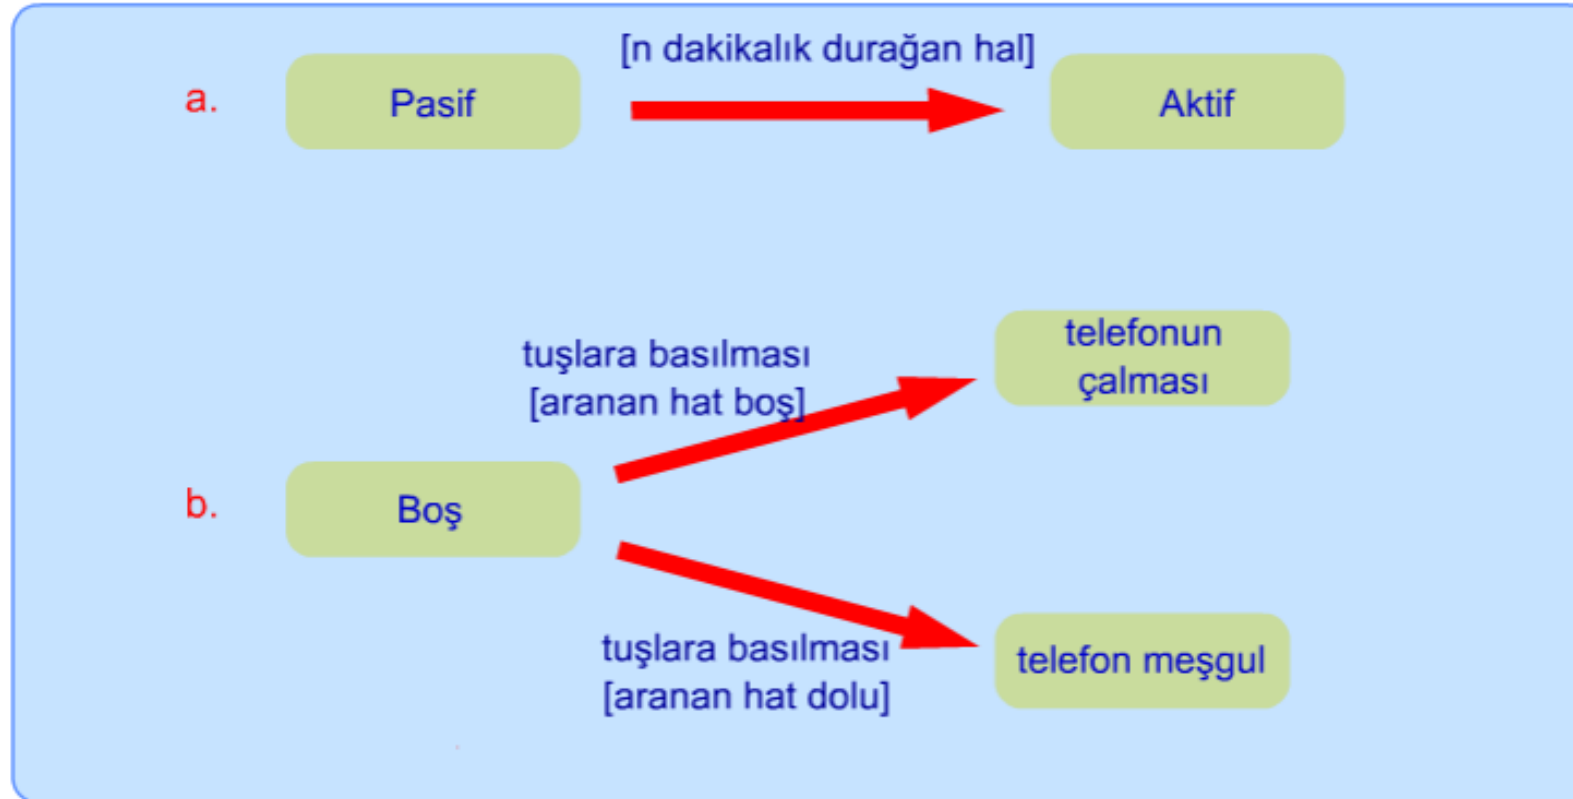 [n dakikalık durağan hal]
a.
Pasif
Aktif
tuşlara basılması
[aranan hat boş]
telefonun
çalması
b.
Boş
tuşlara basılması
[aranan hat dolu]
telefon meşgul